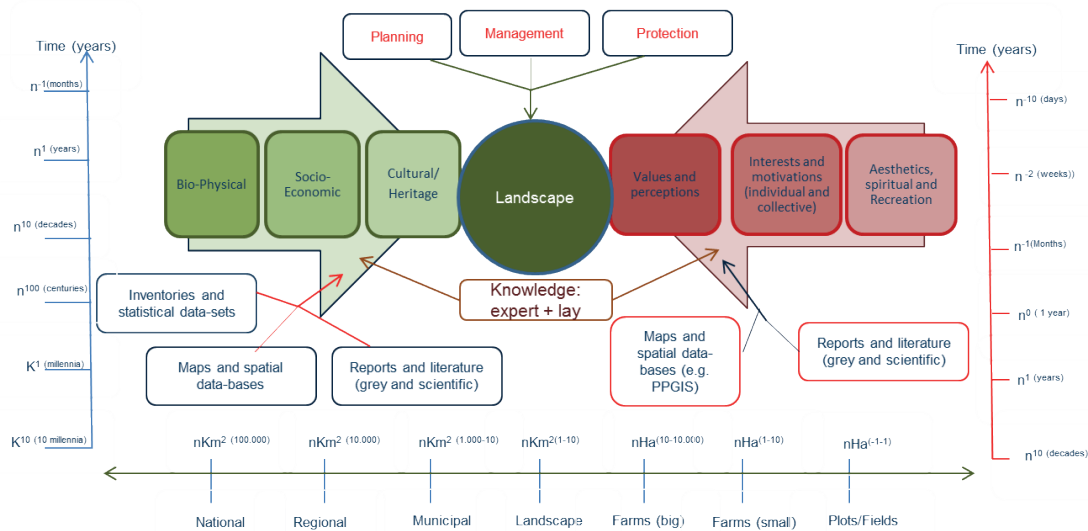 Planning
Management
Protection
Time (years)
Time (years)
n-1 (months)
n1 (years)
n10 (decades)
n100 (centuries)
K1 (millennia)
K10 (10 millennia)
Bio-Physical
Socio-
Economic
Cultural/
Heritage
Landscape
Values and
perceptions
Interests and
motivations
(individual and
collective)
Aesthetics,
spiritual and
Recreation
n-10 (days)
n-2 (weeks))
n-1(Months)
n0 ( 1 year)
n1 (years)
n10 (decades)
Inventories and
statistical data-sets
Knowledge:
expert + lay
Maps and spatial
data-bases
Reports and literature
(grey and scientific)
Maps and
spatial data-
bases (e.g.
PPGIS)
Reports and literature
(grey and scientific)
nKm2 (100.000)
nKm2 (10.000)
nKm2 (1.000-10)
nKm2(1-10)
nHa(10-10.000)
nHa(1-10)
nHa(-1-1)
National
Regional
Municipal
Landscape
Farms (big)
Farms (small)
Plots/Fields